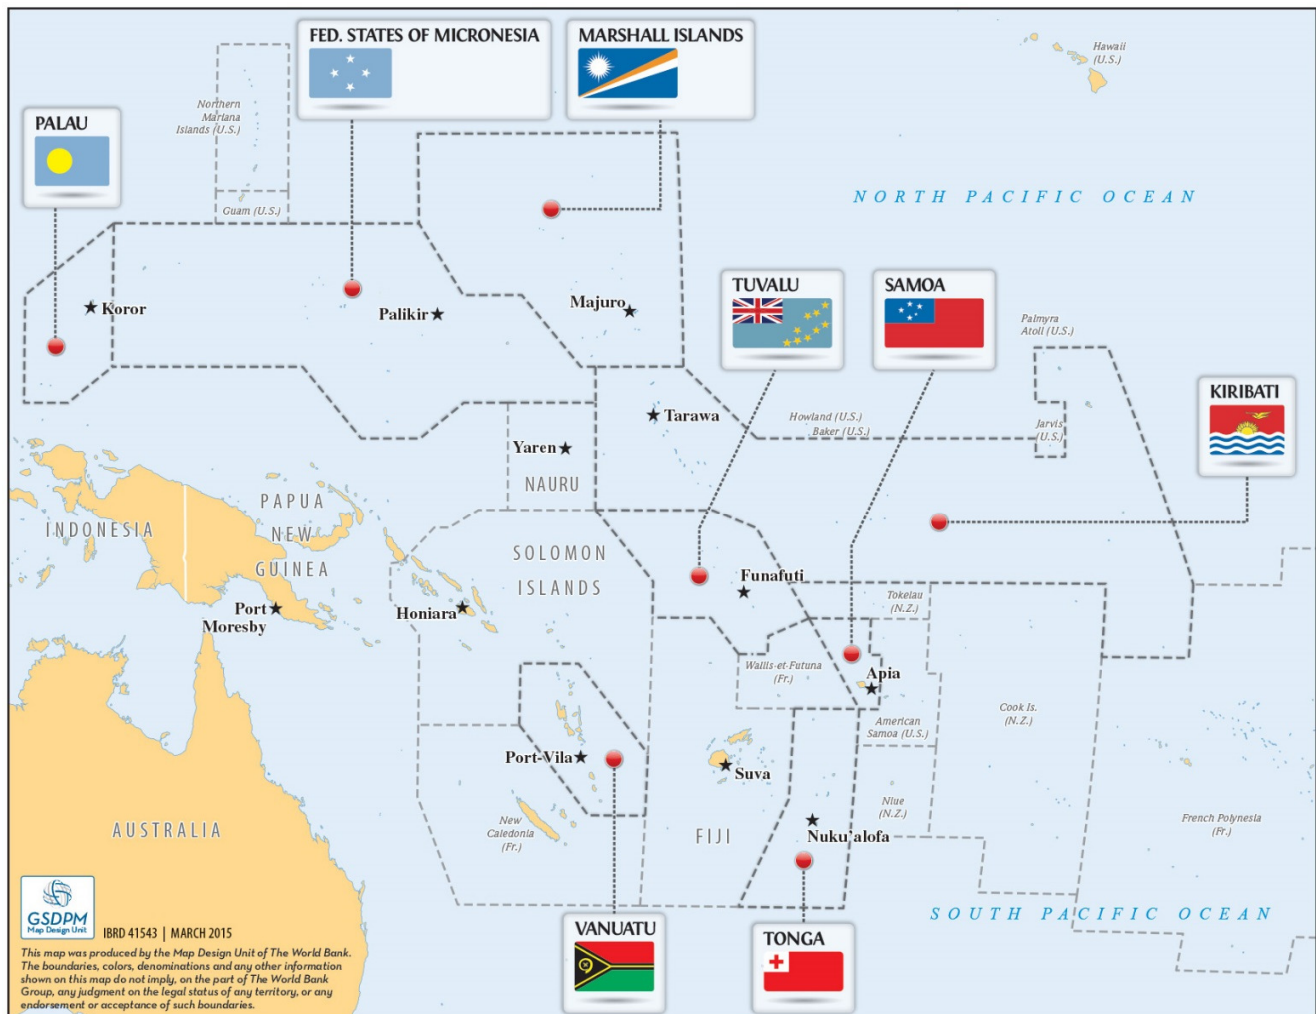 FED. STATES OF MICRONESIA
MARSHALL ISLANDS
Hawaii
(U.S.)
Northern
Mariana
Islands (U.S.)
PALAU
NORTH PACIFIC OCEAN
Guam (U.S.)
TUVALU
SAMOA
Koror
Palikir
Majuro
Palmyra
Atoll (U.S.)
KIRIBATI
Tarawa
Howland (U.S.)
Baker (U.S.)
Jarvis
(U.S.)
Yaren
NAURU
PAPUA
NEW
GUINEA
INDONESIA
SOLOMON
ISLANDS
Funafuti
Tokelau
(N.Z.)
Port
Moresby
Honiara
Wallis-et-Futuna
(Fr.)
Apia
American
Samoa (U.S.)
Cook Is.
(N.Z.)
Port-Vila
Suva
New
Caledonia
(Fr.)
FIJI
Niue
(N.Z.)
Nuku'alofa
French Polynesia
(Fr.)
AUSTRALIA
SOUTH PACIFIC OCEAN
GSDPM
Map Design Unit
IBRD 41543 | MARCH 2015
VANUATU
TONGA
This map was produced by the Map Design Unit of The World Bank.
The boundaries, colors, denominations and any other information
shown on this map do not imply, on the part of The World Bank
Group, any judgment on the legal status of any territory, or any
endorsement or acceptance of such boundaries.